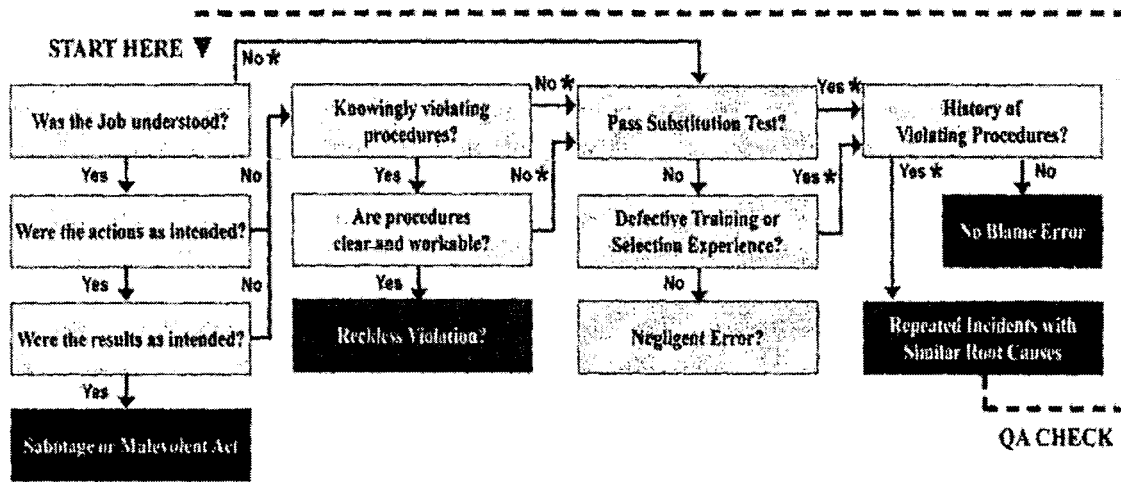 START HERE ▼
No *
Was the Job understood?
Yes
No
Were the actions as intended?
Yes
No
Were the results as intended?
Yes
Sabotage or Malevolent Act
Knowingly violating
procedures?
No *
Yes
No *
Are procedures
clear and workable?
Yes
Reckless Violation?
Pass Substitution Test?
Yes *
No
Yes *
Defective Training or
Selection Experience?
No
Negligent Error?
History of
Violating Procedures?
Yes *
No
No Blame Error
Repeated Incidents with
Similar Root Causes
QA CHECK